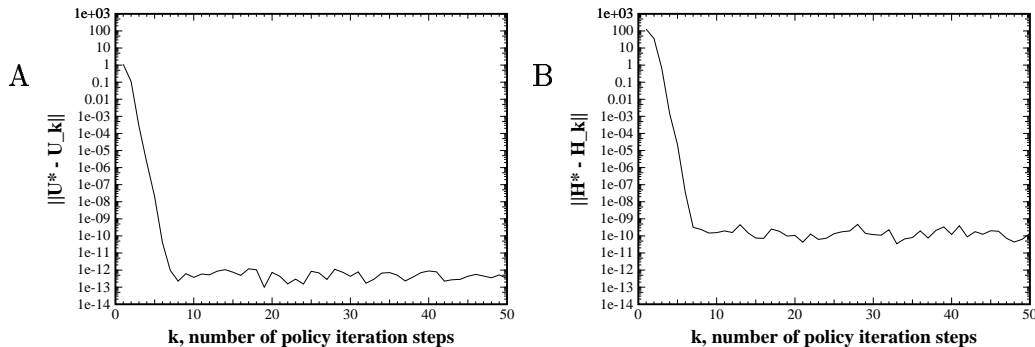 A
||U* - U_k||
1e+03
100
10
1
0.1
0.01
1e-03
1e-04
1e-05
1e-06
1e-07
1e-08
1e-09
1e-10
1e-11
1e-12
1e-13
1e-14
0 10 20 30 40 50
k, number of policy iteration steps
B
||H* - H_k||
1e+03
100
10
1
0.1
0.01
1e-03
1e-04
1e-05
1e-06
1e-07
1e-08
1e-09
1e-10
1e-11
1e-12
1e-13
1e-14
0 10 20 30 40 50
k, number of policy iteration steps